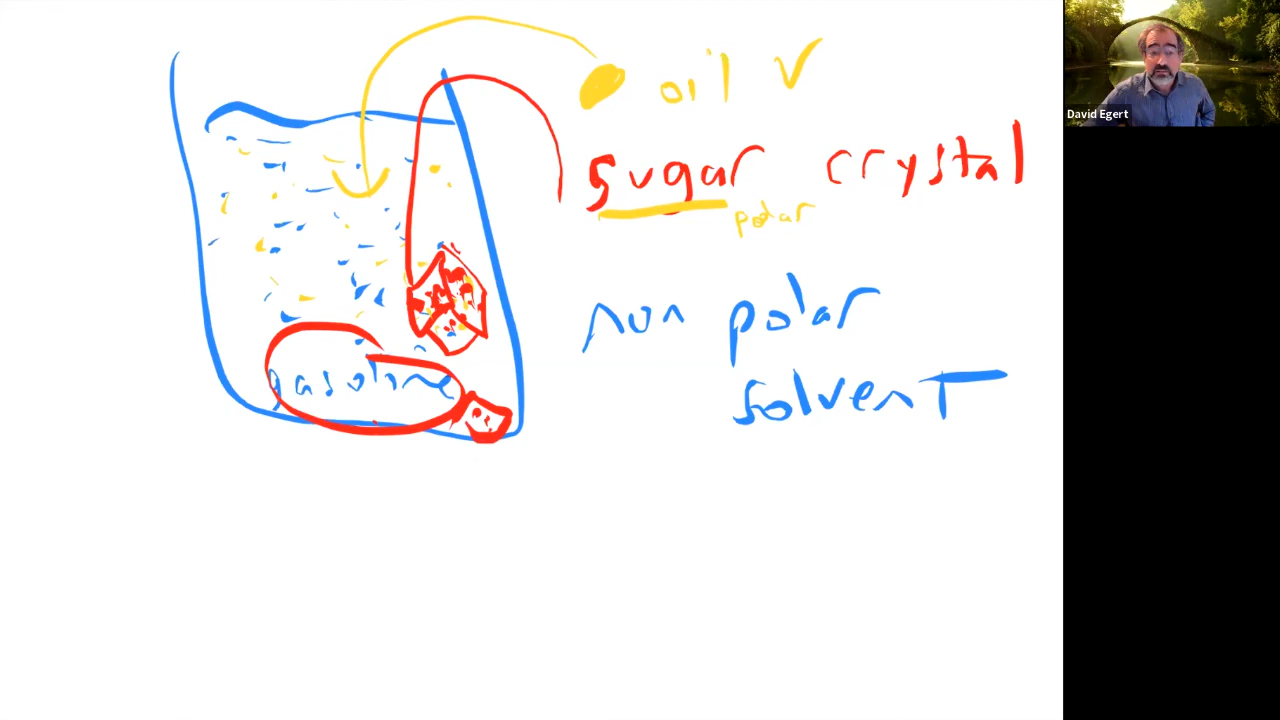 oil ✓
sugar crystal
polar
non polar
solvent
gasoline
David Egert